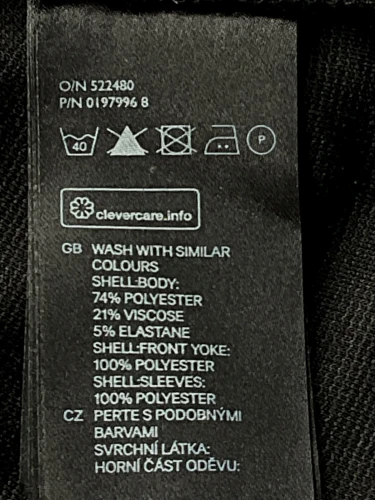 O/N 522480
P/N 0197996 8
40 P
clevercare.info
GB WASH WITH SIMILAR
COLOURS
SHELL:BODY:
74% POLYESTER
21% VISCOSE
5% ELASTANE
SHELL:FRONT YOKE:
100% POLYESTER
SHELL:SLEEVES:
100% POLYESTER
CZ PERTE S PODOBNÝMI
BARVAMI
SVRCHNÍ LÁTKA:
HORNÍ ČÁST ODĚVU: